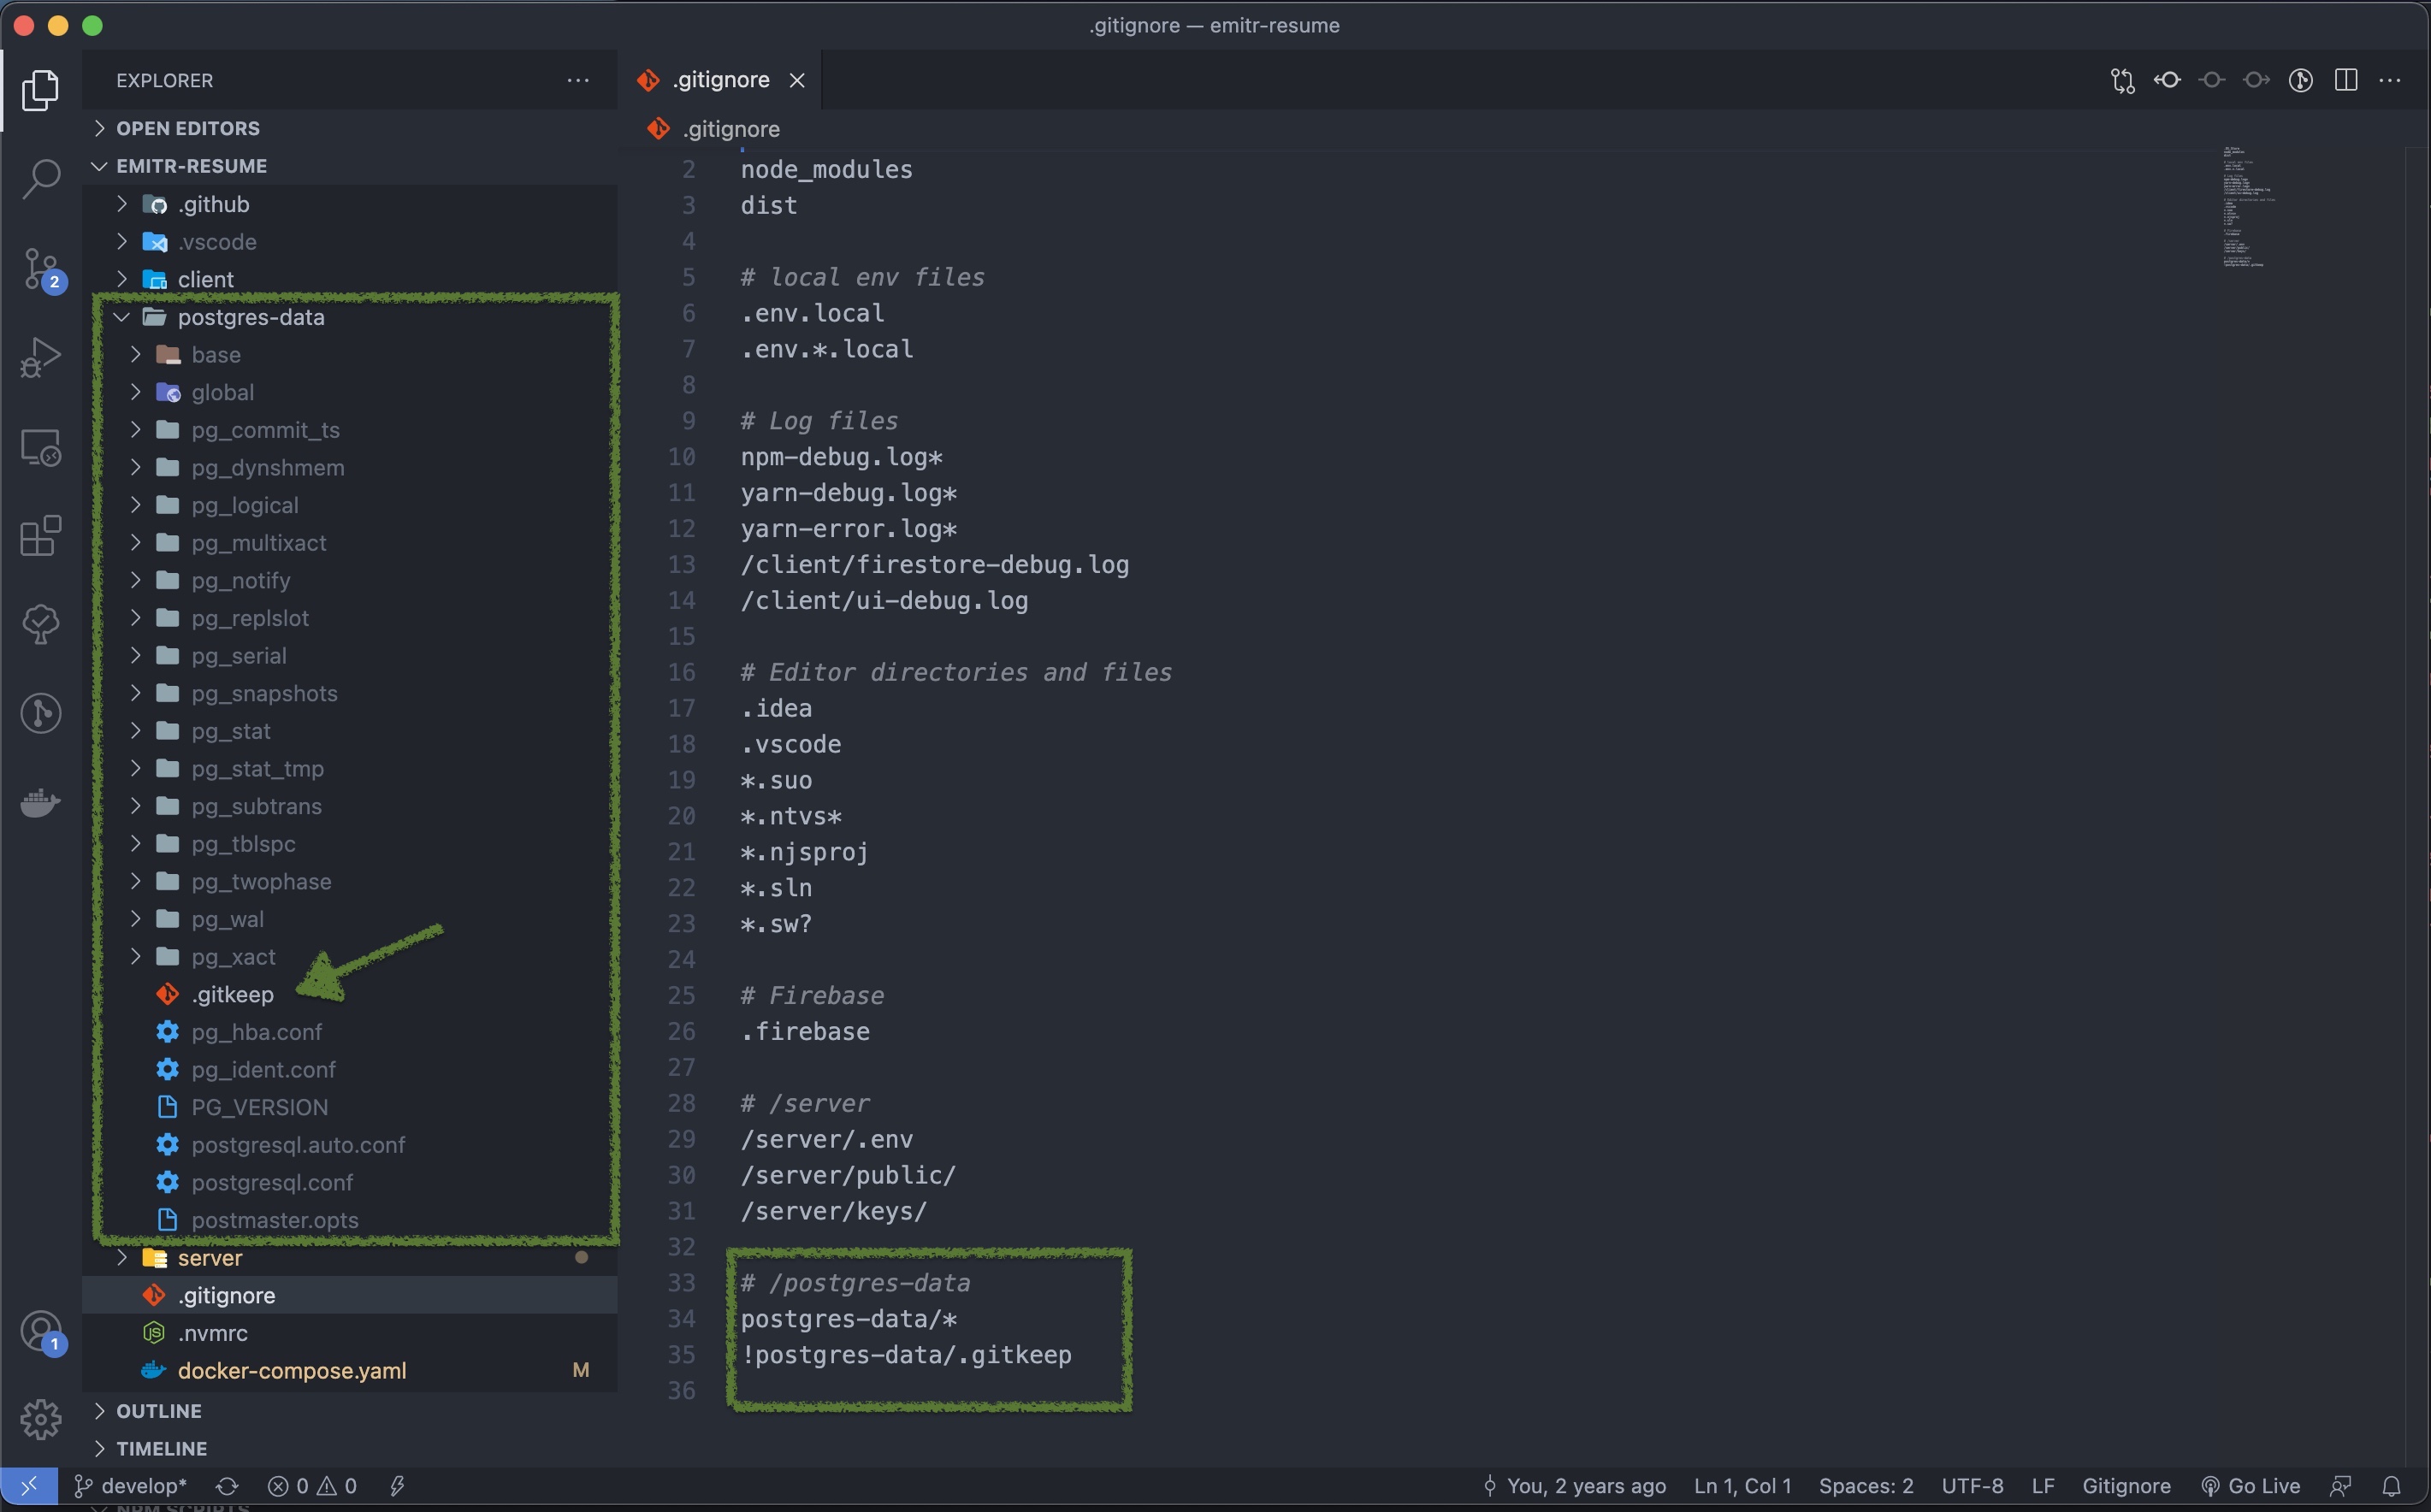 .gitignore — emitr-resume
EXPLORER
OPEN EDITORS
EMITR-RESUME
.github
.vscode
client
postgres-data
base
global
pg_commit_ts
pg_dynshmem
pg_logical
pg_multixact
pg_notify
pg_replslot
pg_serial
pg_snapshots
pg_stat
pg_stat_tmp
pg_subtrans
pg_tblspc
pg_twophase
pg_wal
pg_xact
.gitkeep
pg_hba.conf
pg_ident.conf
PG_VERSION
postgresql.auto.conf
postgresql.conf
postmaster.opts
server
.gitignore
.nvmrc
docker-compose.yaml M
OUTLINE
TIMELINE
NPM SCRIPTS
2
1
.gitignore
.gitignore
2 node_modules
3 dist
4
5 # local env files
6 .env.local
7 .env.*.local
8
9 # Log files
10 npm-debug.log*
11 yarn-debug.log*
12 yarn-error.log*
13 /client/firestore-debug.log
14 /client/ui-debug.log
15
16 # Editor directories and files
17 .idea
18 .vscode
19 *.suo
20 *.ntvs*
21 *.njsproj
22 *.sln
23 *.sw?
24
25 # Firebase
26 .firebase
27
28 # /server
29 /server/.env
30 /server/public/
31 /server/keys/
32
33 # /postgres-data
34 postgres-data/*
35 !postgres-data/.gitkeep
36
develop* 0 0 You, 2 years ago Ln 1, Col 1 Spaces: 2 UTF-8 LF Gitignore Go Live